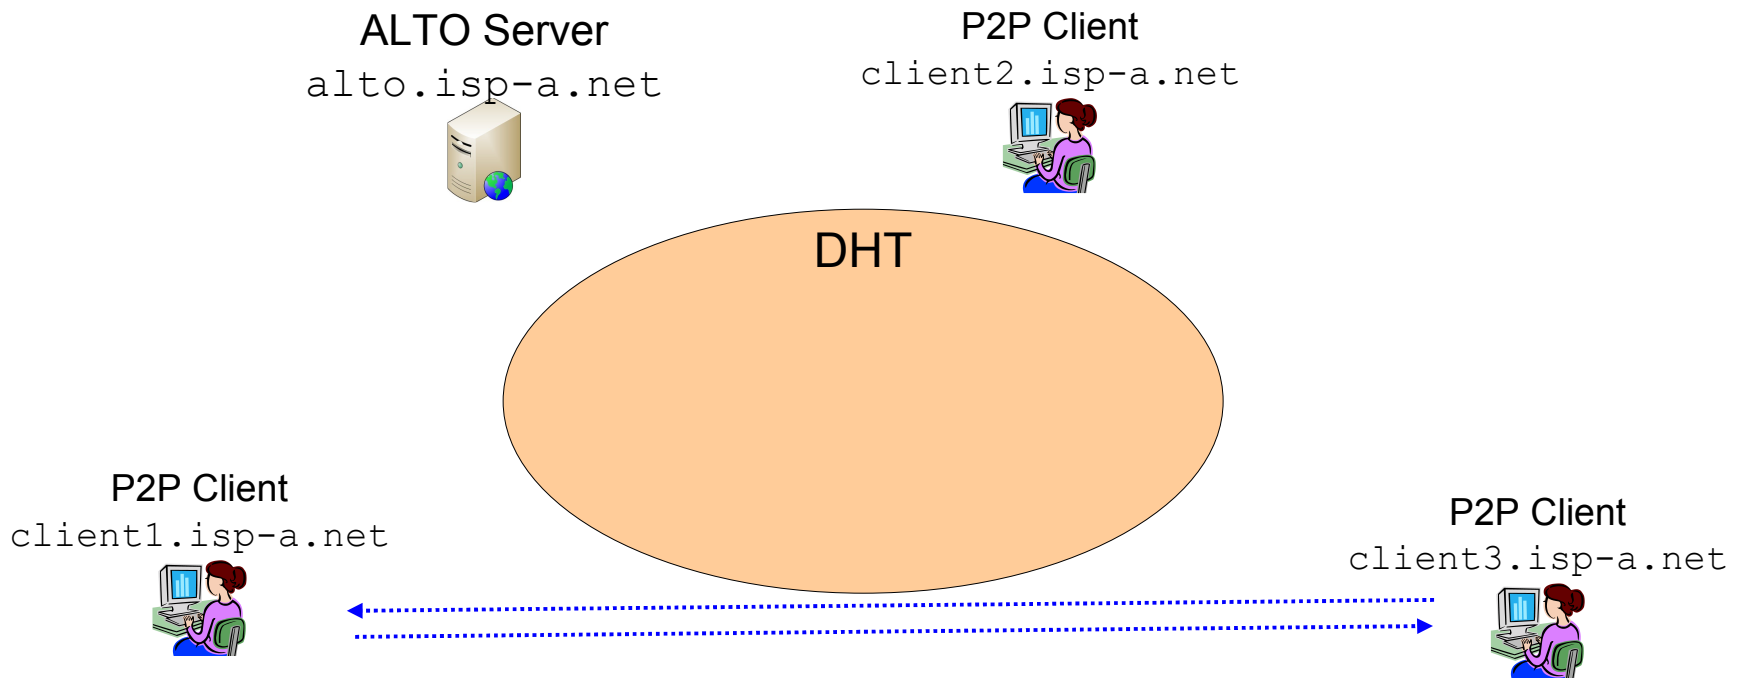 ALTO Server
alto.isp-a.net
P2P Client
client2.isp-a.net
DHT
P2P Client
client1.isp-a.net
P2P Client
client3.isp-a.net